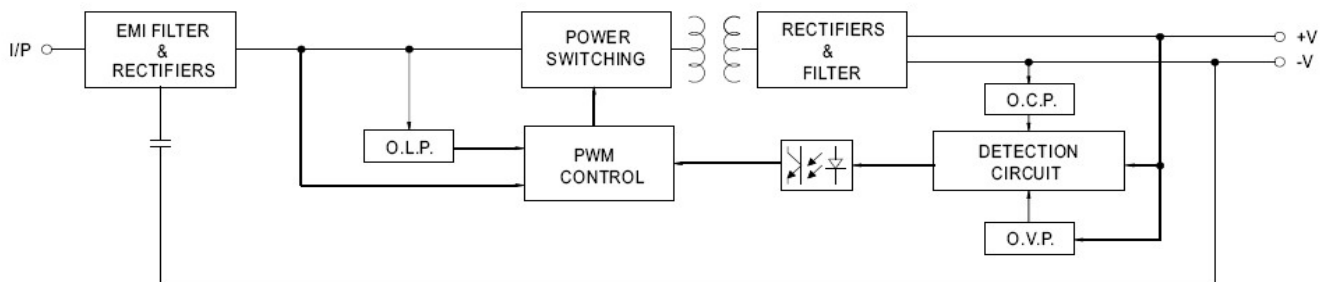 I/P
EMI FILTER
&
RECTIFIERS
POWER
SWITCHING
RECTIFIERS
&
FILTER
+V
-V
O.C.P.
O.L.P.
PWM
CONTROL
DETECTION
CIRCUIT
O.V.P.